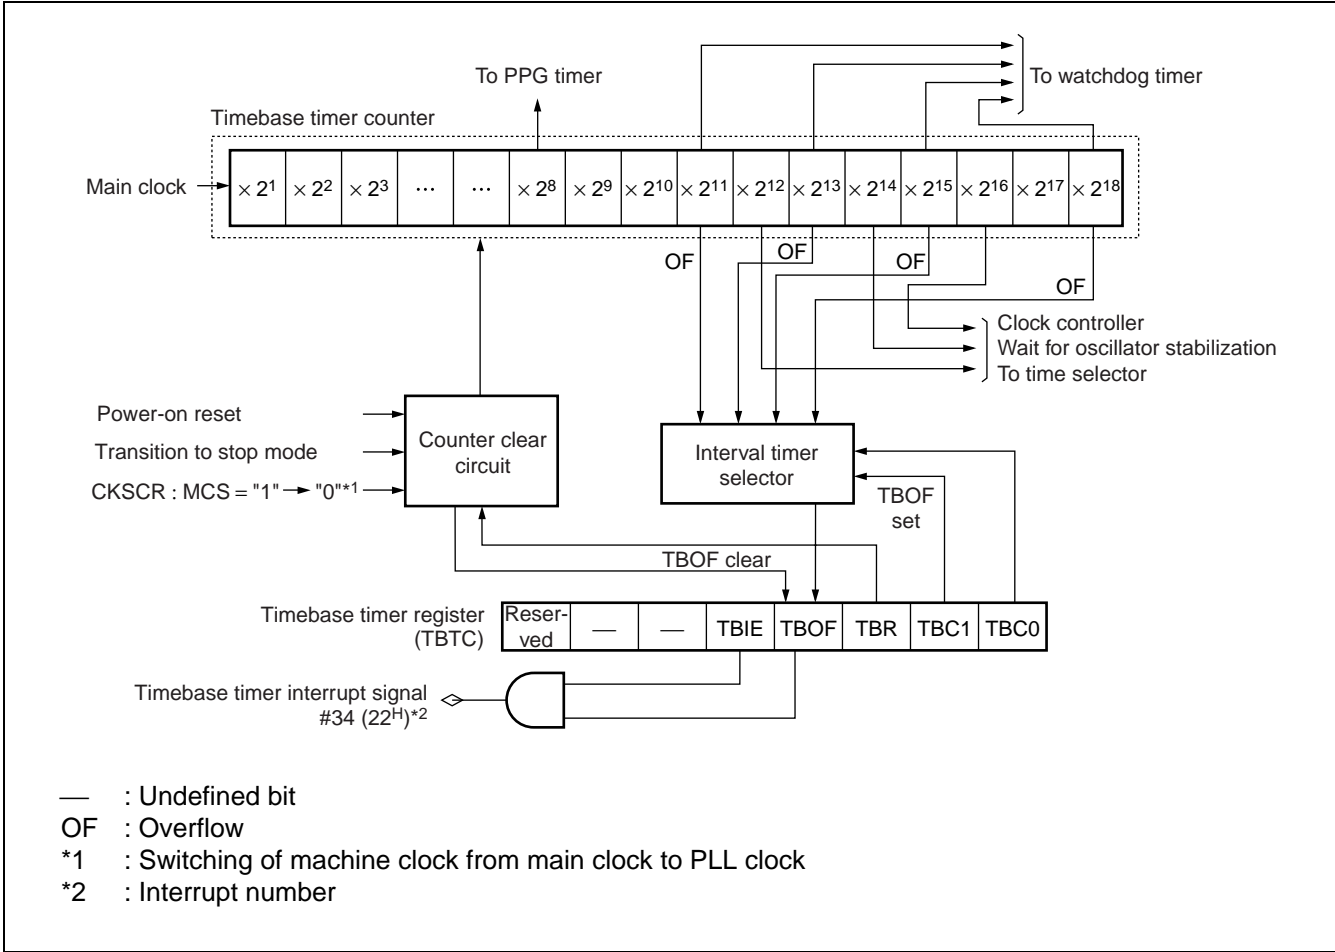 To PPG timer
To watchdog timer
Timebase timer counter
Main clock
× 2¹ × 2² × 2³ ··· ··· × 2⁸ × 2⁹ × 2¹⁰ × 2¹¹ × 2¹² × 2¹³ × 2¹⁴ × 2¹⁵ × 2¹⁶ × 2¹⁷ × 2¹⁸
OF
OF
OF
OF
Clock controller
Wait for oscillator stabilization
To time selector
Power-on reset
Transition to stop mode
CKSCR : MCS = "1" → "0"*1
Counter clear
circuit
Interval timer
selector
TBOF
set
TBOF clear
Timebase timer register
(TBTC)
Reser-
ved
— — TBIE TBOF TBR TBC1 TBC0
Timebase timer interrupt signal
#34 (22ᴴ)*2
— : Undefined bit
OF : Overflow
*1 : Switching of machine clock from main clock to PLL clock
*2 : Interrupt number